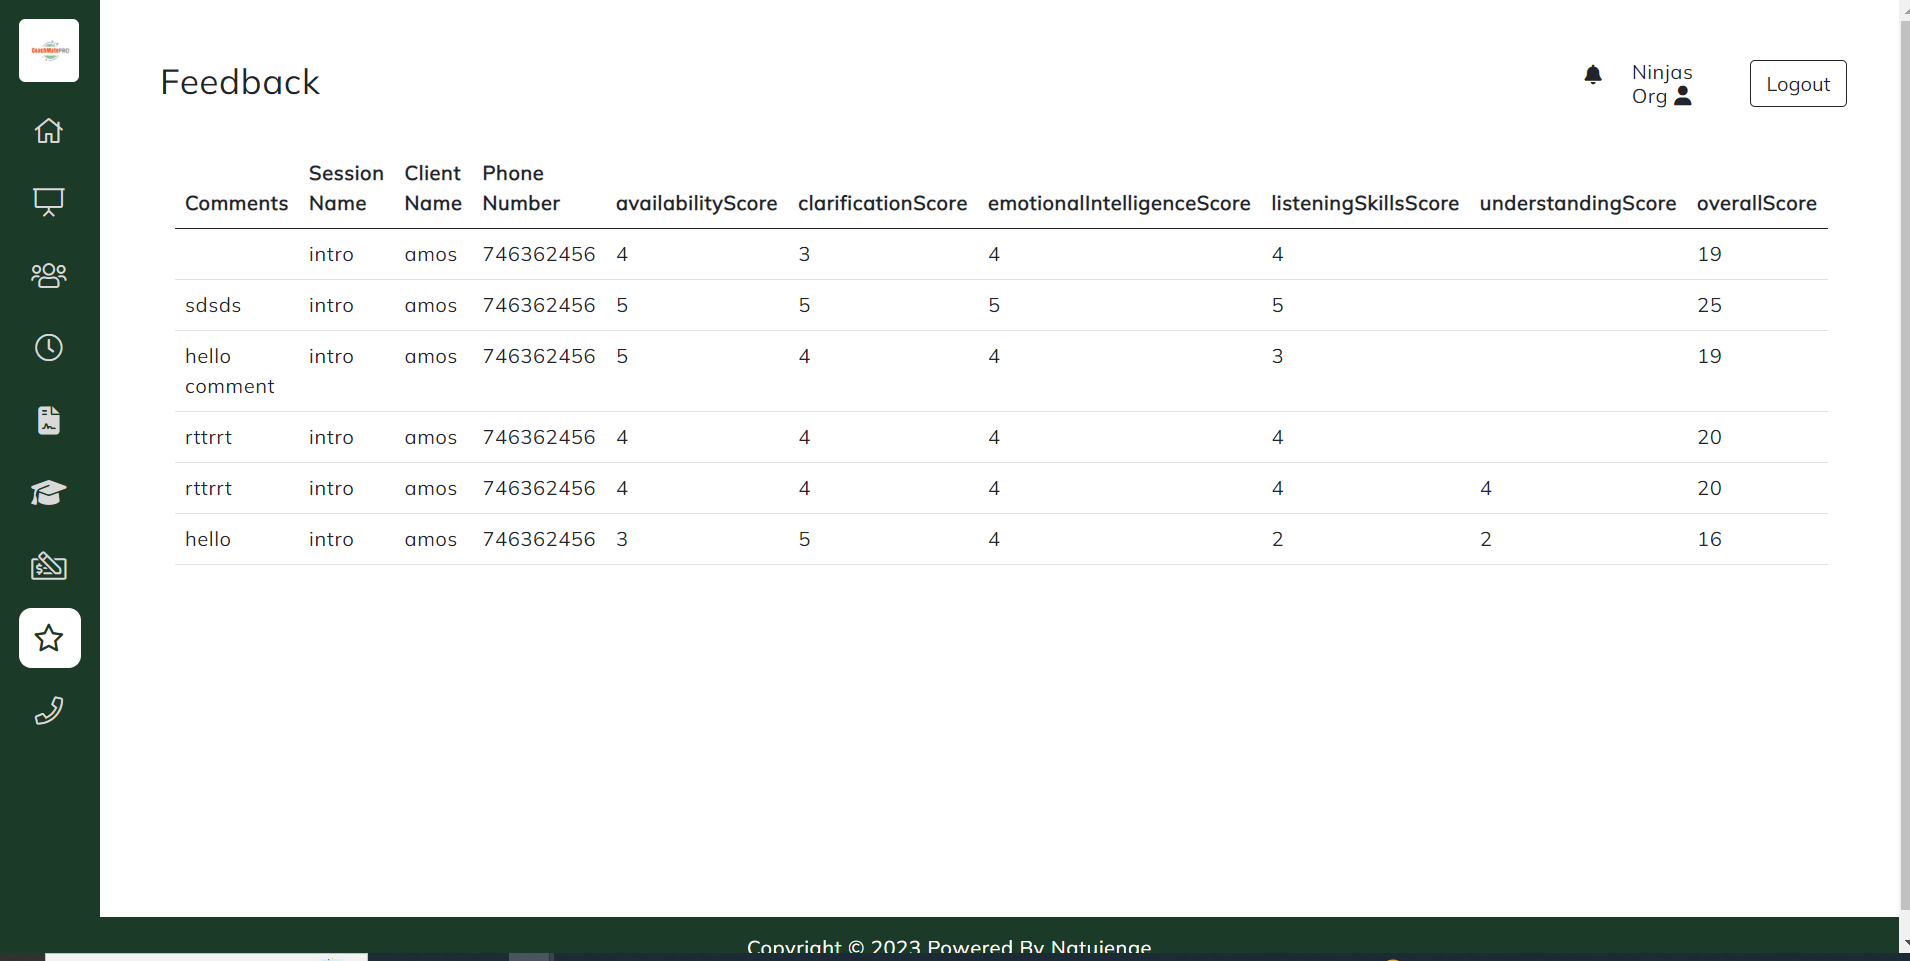 CoachMatePRO
Feedback
Ninjas
Org
Logout
Comments Session Name Client Name Phone Number availabilityScore clarificationScore emotionalIntelligenceScore listeningSkillsScore understandingScore overallScore
intro amos 746362456 4 3 4 4 19
sdsds intro amos 746362456 5 5 5 5 25
hello comment intro amos 746362456 5 4 4 3 19
rttrrt intro amos 746362456 4 4 4 4 20
rttrrt intro amos 746362456 4 4 4 4 4 20
hello intro amos 746362456 3 5 4 2 2 16
Copyright © 2023 Powered By Natujenge